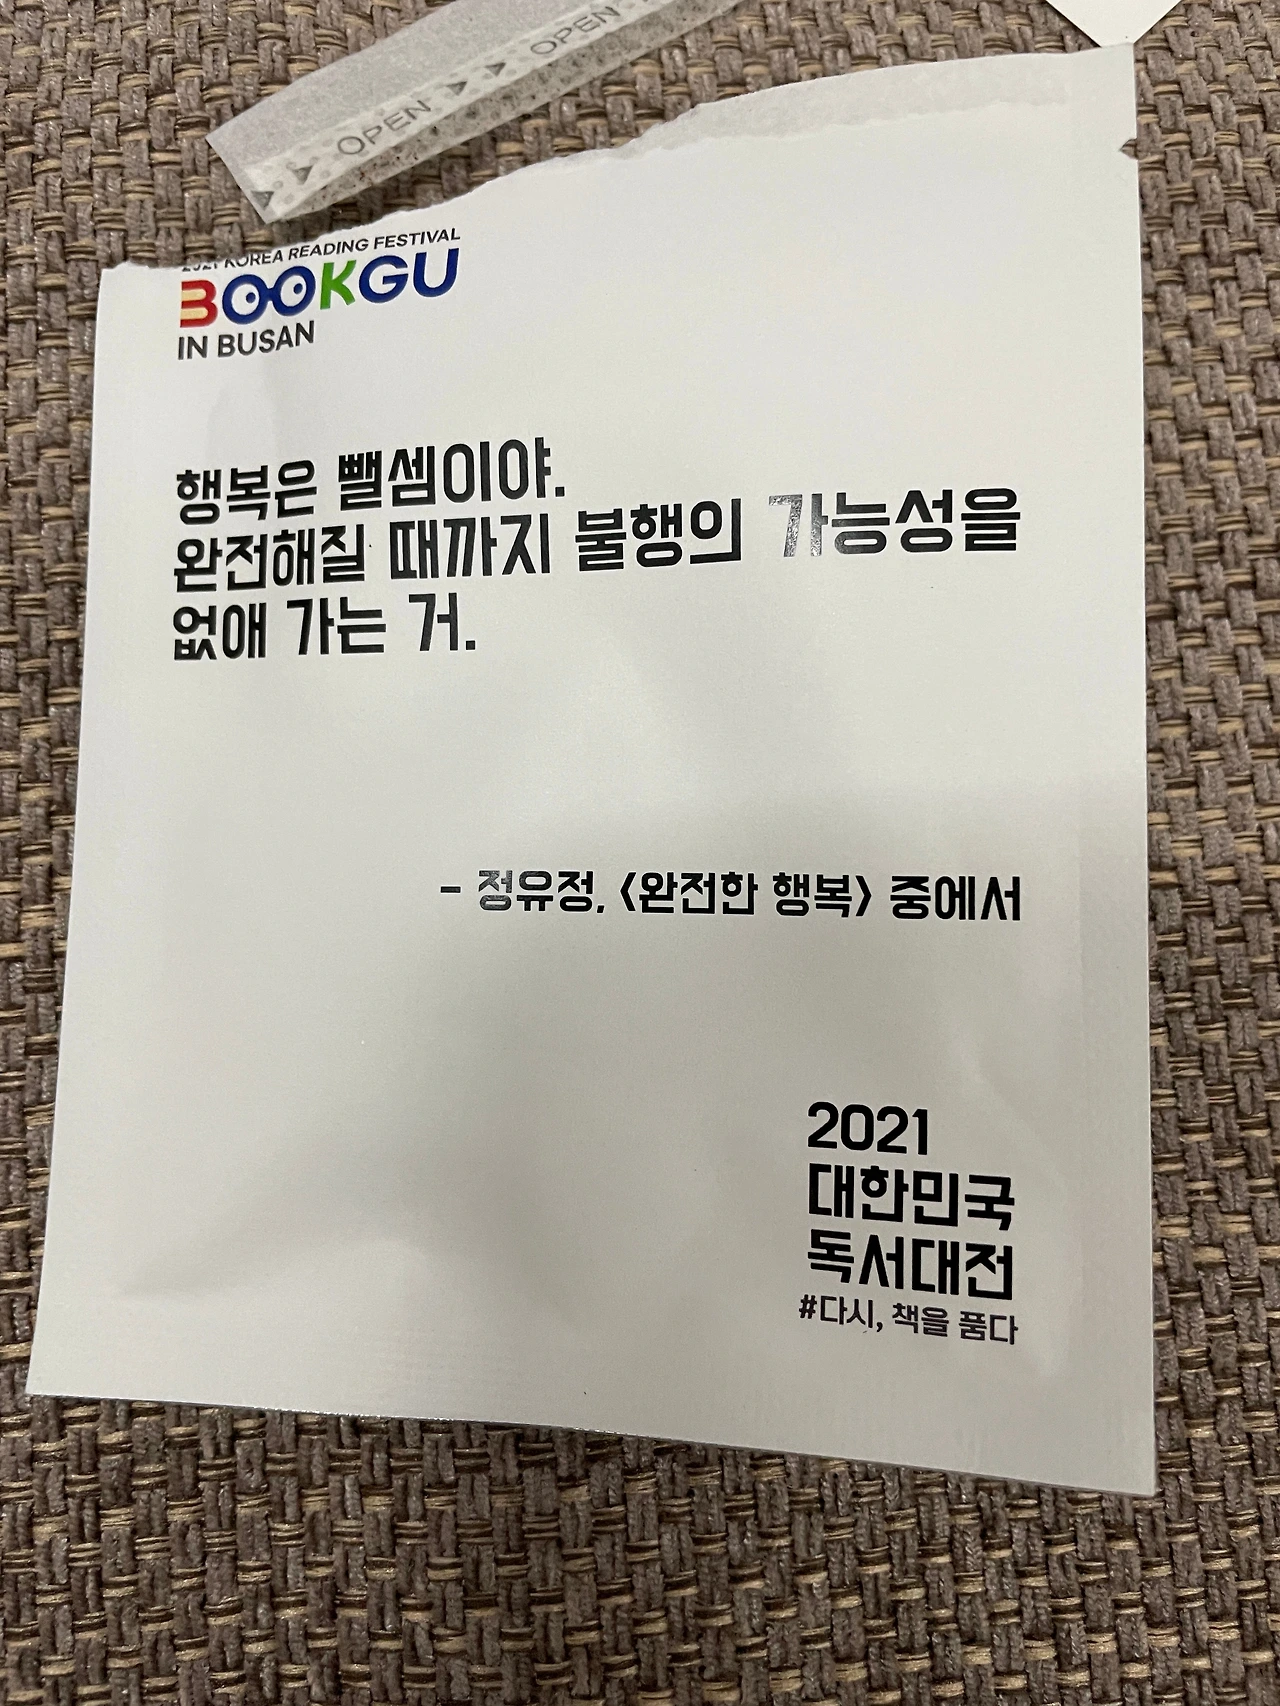 OPEN OPEN
2021 KOREA READING FESTIVAL
BOOKGU
IN BUSAN
행복은 뺄셈이야.
완전해질 때까지 불행의 가능성을
없애 가는 거.
- 정유정, <완전한 행복> 중에서
2021
대한민국
독서대전
#다시, 책을 품다